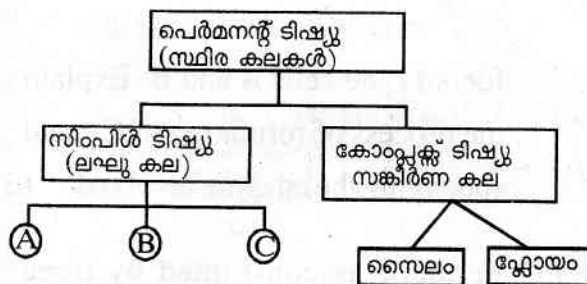 പെർമനന്റ് ടിഷ്യു
(സ്ഥിര കലകൾ)
സിംപിൾ ടിഷ്യു
(ലഘു കല)
കോംപ്ലക്സ് ടിഷ്യു
സങ്കീർണ കല
A B C
സൈലം ഫ്ലോയം